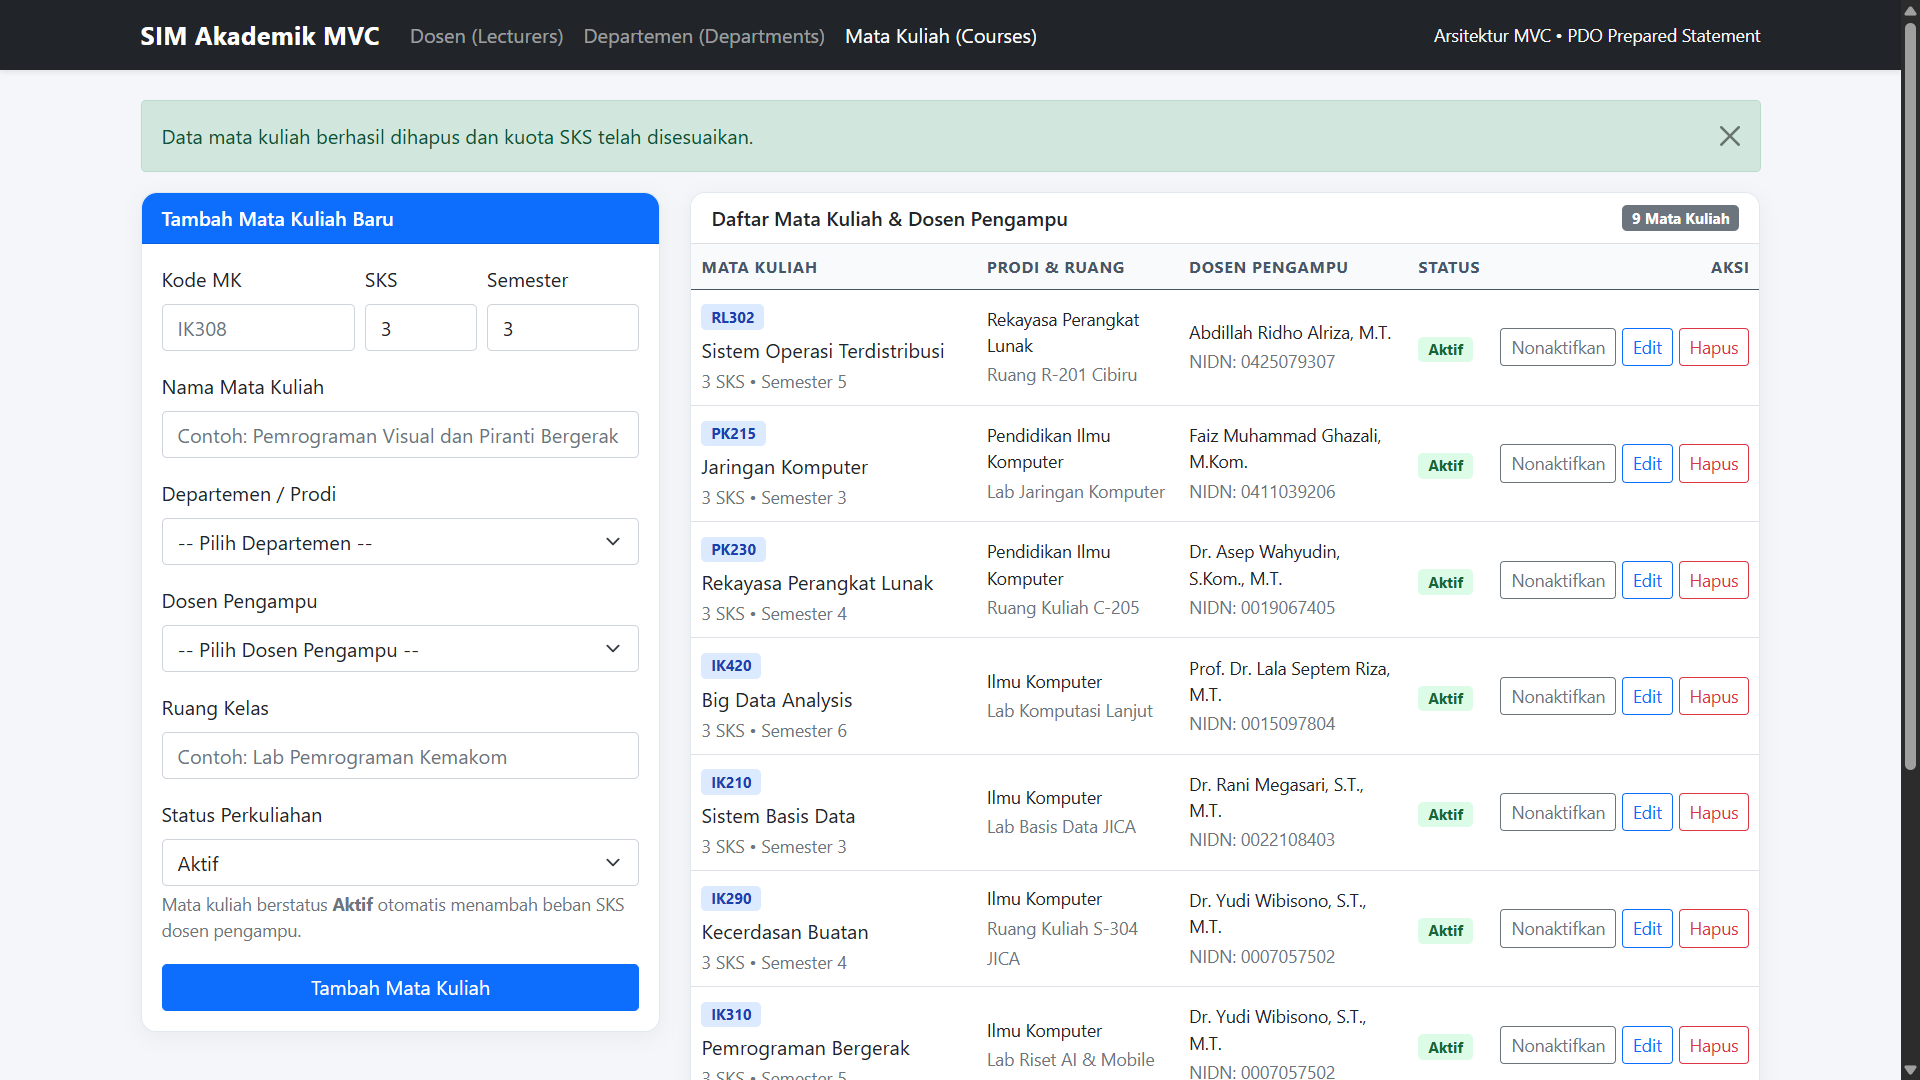 SIM Akademik MVC
Dosen (Lecturers)
Departemen (Departments)
Mata Kuliah (Courses)
Arsitektur MVC • PDO Prepared Statement
Data mata kuliah berhasil dihapus dan kuota SKS telah disesuaikan.
Tambah Mata Kuliah Baru
Kode MK
SKS
Semester
IK308
3
3
Nama Mata Kuliah
Contoh: Pemrograman Visual dan Piranti Bergerak
Departemen / Prodi
-- Pilih Departemen --
Dosen Pengampu
-- Pilih Dosen Pengampu --
Ruang Kelas
Contoh: Lab Pemrograman Kemakom
Status Perkuliahan
Aktif
Mata kuliah berstatus Aktif otomatis menambah beban SKS
dosen pengampu.
Tambah Mata Kuliah
Daftar Mata Kuliah & Dosen Pengampu
9 Mata Kuliah
MATA KULIAH
PRODI & RUANG
DOSEN PENGAMPU
STATUS
AKSI
RL302
Sistem Operasi Terdistribusi
3 SKS • Semester 5
Rekayasa Perangkat
Lunak
Ruang R-201 Cibiru
Abdillah Ridho Alriza, M.T.
NIDN: 0425079307
Aktif
Nonaktifkan
Edit
Hapus
PK215
Jaringan Komputer
3 SKS • Semester 3
Pendidikan Ilmu
Komputer
Lab Jaringan Komputer
Faiz Muhammad Ghazali,
M.Kom.
NIDN: 0411039206
Aktif
Nonaktifkan
Edit
Hapus
PK230
Rekayasa Perangkat Lunak
3 SKS • Semester 4
Pendidikan Ilmu
Komputer
Ruang Kuliah C-205
Dr. Asep Wahyudin,
S.Kom., M.T.
NIDN: 0019067405
Aktif
Nonaktifkan
Edit
Hapus
IK420
Big Data Analysis
3 SKS • Semester 6
Ilmu Komputer
Lab Komputasi Lanjut
Prof. Dr. Lala Septem Riza,
M.T.
NIDN: 0015097804
Aktif
Nonaktifkan
Edit
Hapus
IK210
Sistem Basis Data
3 SKS • Semester 3
Ilmu Komputer
Lab Basis Data JICA
Dr. Rani Megasari, S.T.,
M.T.
NIDN: 0022108403
Aktif
Nonaktifkan
Edit
Hapus
IK290
Kecerdasan Buatan
3 SKS • Semester 4
Ilmu Komputer
Ruang Kuliah S-304
JICA
Dr. Yudi Wibisono, S.T.,
M.T.
NIDN: 0007057502
Aktif
Nonaktifkan
Edit
Hapus
IK310
Pemrograman Bergerak
3 SKS • Semester 5
Ilmu Komputer
Lab Riset AI & Mobile
Dr. Yudi Wibisono, S.T.,
M.T.
NIDN: 0007057502
Aktif
Nonaktifkan
Edit
Hapus